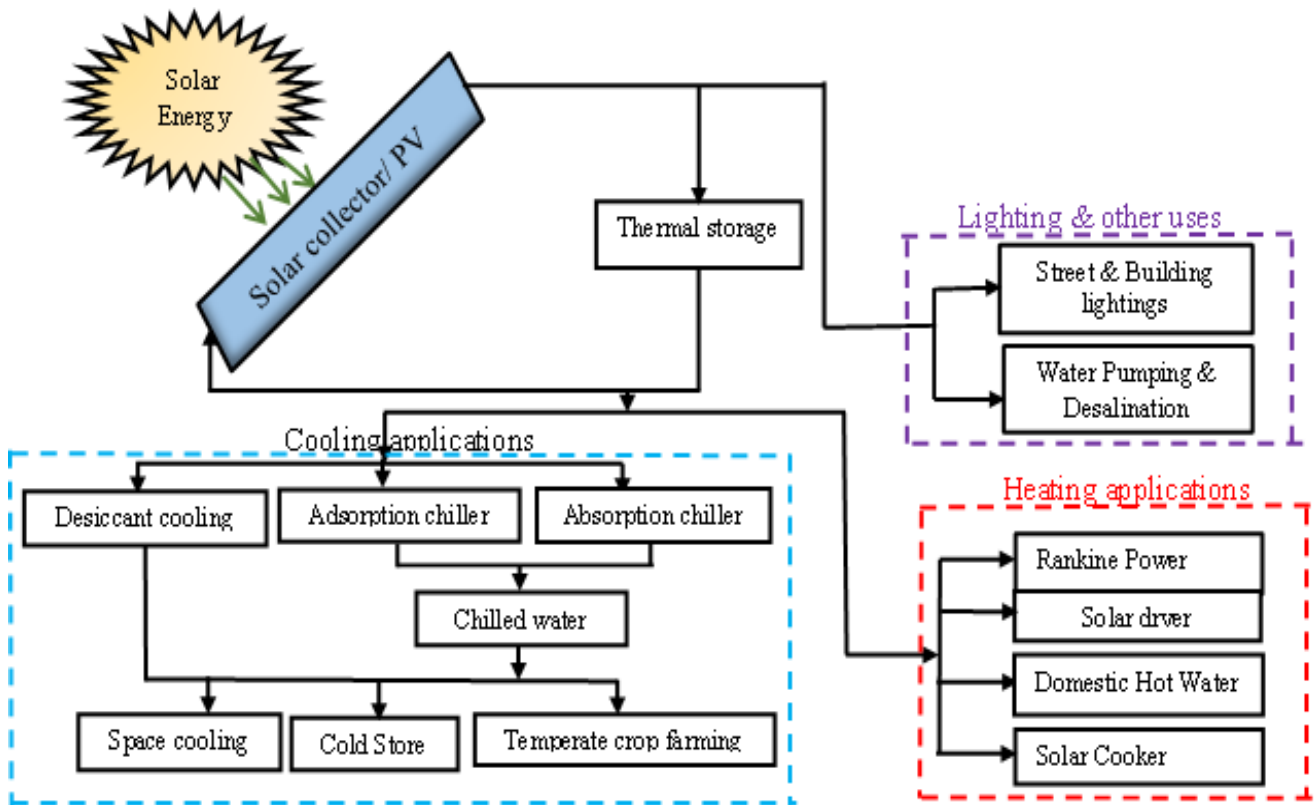 Solar
Energy
Solar collector/ PV
Thermal storage
Lighting & other uses
Street & Building
lightings
Water Pumping &
Desalination
Cooling applications
Desiccant cooling
Adsorption chiller
Absorption chiller
Chilled water
Space cooling
Cold Store
Temperate crop farming
Heating applications
Rankine Power
Solar dryer
Domestic Hot Water
Solar Cooker